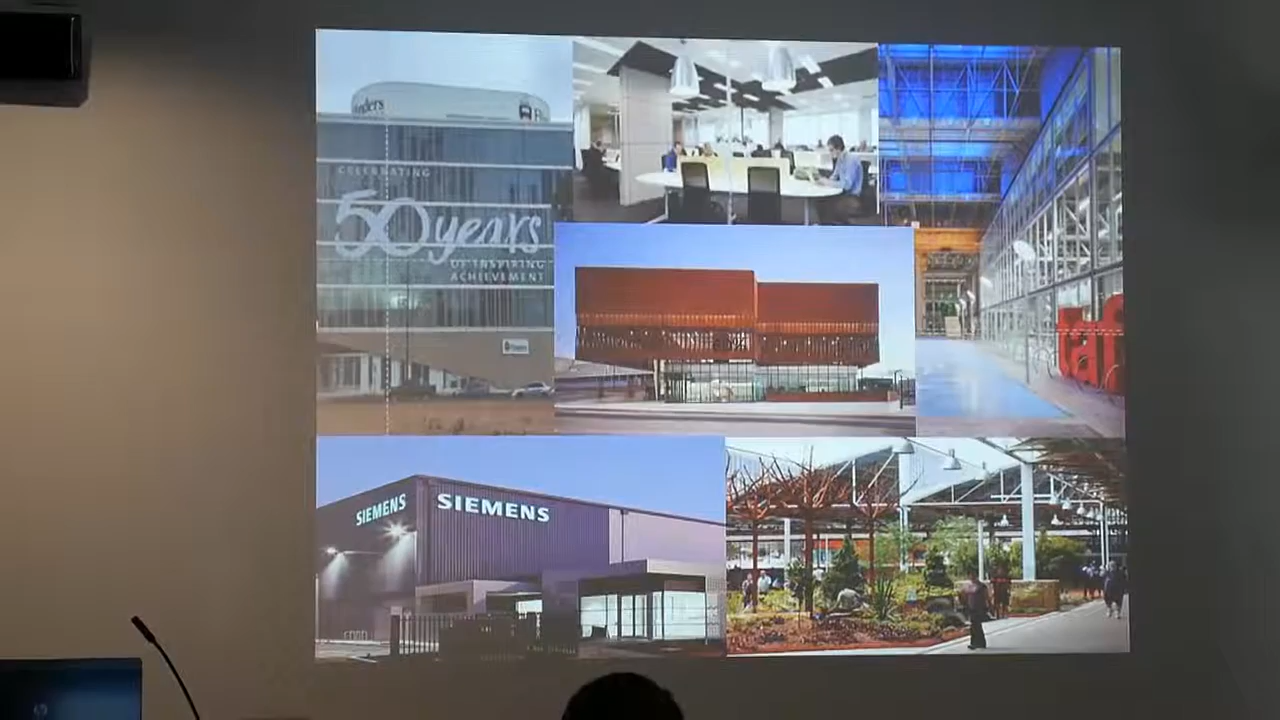 CELEBRATING
50 years
OF INSPIRING
ACHIEVEMENT
SIEMENS
SIEMENS